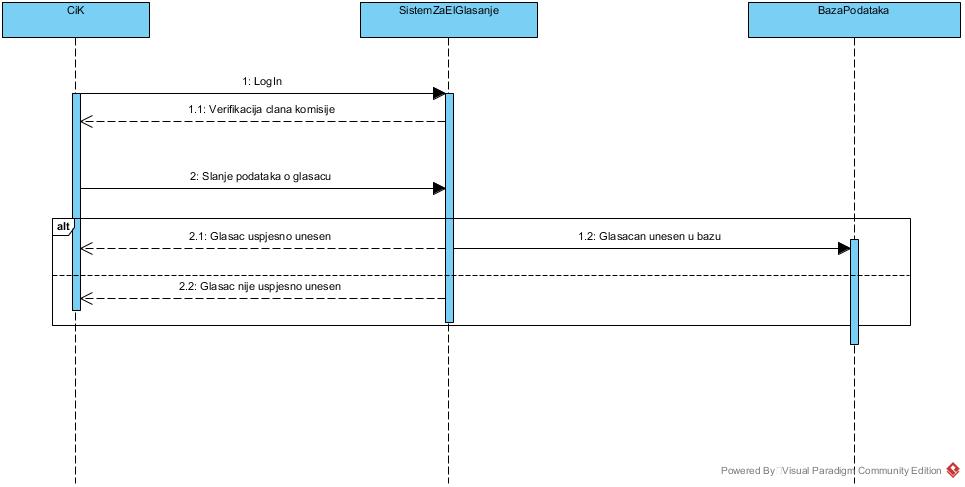 CiK
SistemZaElGlasanje
BazaPodataka
1: LogIn
1.1: Verifikacija clana komisije
2: Slanje podataka o glasacu
alt
2.1: Glasac uspjesno unesen
1.2: Glasacan unesen u bazu
2.2: Glasac nije uspjesno unesen
Powered By Visual Paradigm Community Edition